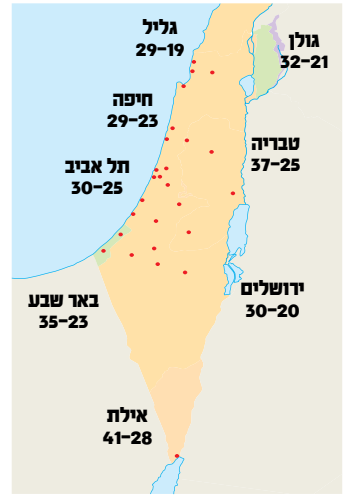 גליל
29-19
גולן
32-21
חיפה
29-23
טבריה
37-25
תל אביב
30-25
ירושלים
30-20
באר שבע
35-23
אילת
41-28